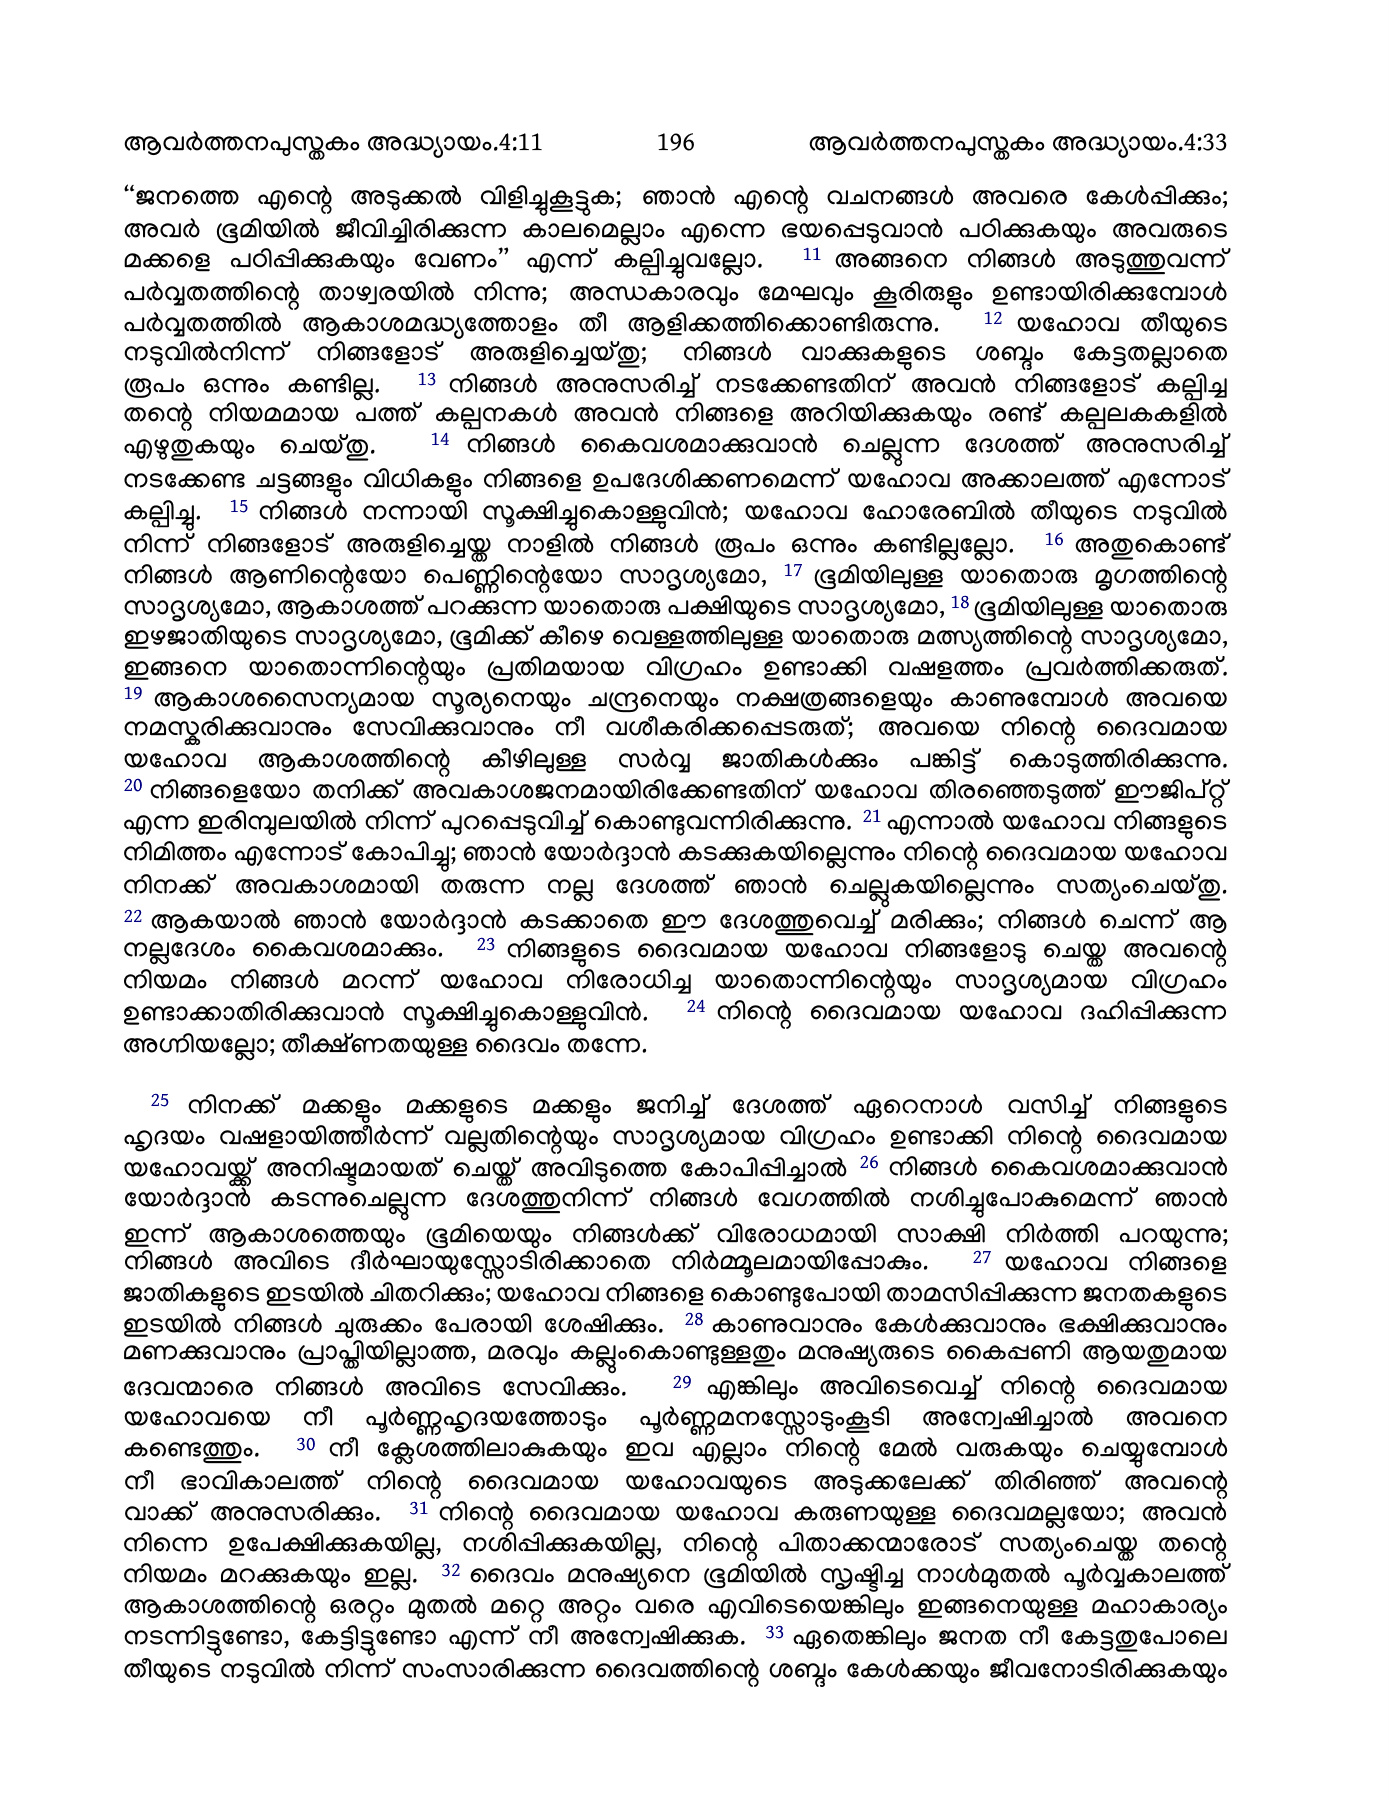 ആവർത്തനപുസ്തകം അദ്ധ്യായം.4:11 196 ആവർത്തനപുസ്തകം അദ്ധ്യായം.4:33
“ജനത്തെ എന്റെ അടുക്കൽ വിളിച്ചുകൂട്ടുക; ഞാൻ എന്റെ വചനങ്ങൾ അവരെ കേൾപ്പിക്കും;
അവർ ഭൂമിയിൽ ജീവിച്ചിരിക്കുന്ന കാലമെല്ലാം എന്നെ ഭയപ്പെടുവാൻ പഠിക്കുകയും അവരുടെ
മക്കളെ പഠിപ്പിക്കുകയും വേണം” എന്ന് കല്പിച്ചുവല്ലോ. 11 അങ്ങനെ നിങ്ങൾ അടുത്തുവന്ന്
പർവ്വതത്തിന്റെ താഴ്വരയിൽ നിന്നു; അന്ധകാരവും മേഘവും കൂരിരുളും ഉണ്ടായിരിക്കുമ്പോൾ
പർവ്വതത്തിൽ ആകാശമദ്ധ്യത്തോളം തീ ആളിക്കത്തിക്കൊണ്ടിരുന്നു. 12 യഹോവ തീയുടെ
നടുവിൽനിന്ന് നിങ്ങളോട് അരുളിച്ചെയ്തു; നിങ്ങൾ വാക്കുകളുടെ ശബ്ദം കേട്ടതല്ലാതെ
രൂപം ഒന്നും കണ്ടില്ല. 13 നിങ്ങൾ അനുസരിച്ച് നടക്കേണ്ടതിന് അവൻ നിങ്ങളോട് കല്പിച്ച
തന്റെ നിയമമായ പത്ത് കല്പനകൾ അവൻ നിങ്ങളെ അറിയിക്കുകയും രണ്ട് കല്പലകകളിൽ
എഴുതുകയും ചെയ്തു. 14 നിങ്ങൾ കൈവശമാക്കുവാൻ ചെല്ലുന്ന ദേശത്ത് അനുസരിച്ച്
നടക്കേണ്ട ചട്ടങ്ങളും വിധികളും നിങ്ങളെ ഉപദേശിക്കണമെന്ന് യഹോവ അക്കാലത്ത് എന്നോട്
കല്പിച്ചു. 15 നിങ്ങൾ നന്നായി സൂക്ഷിച്ചുകൊള്ളുവിൻ; യഹോവ ഹോരേബിൽ തീയുടെ നടുവിൽ
നിന്ന് നിങ്ങളോട് അരുളിച്ചെയ്ത നാളിൽ നിങ്ങൾ രൂപം ഒന്നും കണ്ടില്ലല്ലോ. 16 അതുകൊണ്ട്
നിങ്ങൾ ആണിന്റെയോ പെണ്ണിന്റെയോ സാദൃശ്യമോ, 17 ഭൂമിയിലുള്ള യാതൊരു മൃഗത്തിന്റെ
സാദൃശ്യമോ, ആകാശത്ത് പറക്കുന്ന യാതൊരു പക്ഷിയുടെ സാദൃശ്യമോ, 18 ഭൂമിയിലുള്ള യാതൊരു
ഇഴജാതിയുടെ സാദൃശ്യമോ, ഭൂമിക്ക് കീഴെ വെള്ളത്തിലുള്ള യാതൊരു മത്സ്യത്തിന്റെ സാദൃശ്യമോ,
ഇങ്ങനെ യാതൊന്നിന്റെയും പ്രതിമയായ വിഗ്രഹം ഉണ്ടാക്കി വഷളത്തം പ്രവർത്തിക്കരുത്.
19 ആകാശസൈന്യമായ സൂര്യനെയും ചന്ദ്രനെയും നക്ഷത്രങ്ങളെയും കാണുമ്പോൾ അവയെ
നമസ്കരിക്കുവാനും സേവിക്കുവാനും നീ വശീകരിക്കപ്പെടരുത്; അവയെ നിന്റെ ദൈവമായ
യഹോവ ആകാശത്തിന്റെ കീഴിലുള്ള സർവ്വ ജാതികൾക്കും പങ്കിട്ട് കൊടുത്തിരിക്കുന്നു.
20 നിങ്ങളെയോ തനിക്ക് അവകാശജനമായിരിക്കേണ്ടതിന് യഹോവ തിരഞ്ഞെടുത്ത് ഈജിപ്റ്റ്
എന്ന ഇരിമ്പുലയിൽ നിന്ന് പുറപ്പെടുവിച്ച് കൊണ്ടുവന്നിരിക്കുന്നു. 21 എന്നാൽ യഹോവ നിങ്ങളുടെ
നിമിത്തം എന്നോട് കോപിച്ചു; ഞാൻ യോർദ്ദാൻ കടക്കുകയില്ലെന്നും നിന്റെ ദൈവമായ യഹോവ
നിനക്ക് അവകാശമായി തരുന്ന നല്ല ദേശത്ത് ഞാൻ ചെല്ലുകയില്ലെന്നും സത്യംചെയ്തു.
22 ആകയാൽ ഞാൻ യോർദ്ദാൻ കടക്കാതെ ഈ ദേശത്തുവെച്ച് മരിക്കും; നിങ്ങൾ ചെന്ന് ആ
നല്ലദേശം കൈവശമാക്കും. 23 നിങ്ങളുടെ ദൈവമായ യഹോവ നിങ്ങളോടു ചെയ്ത അവന്റെ
നിയമം നിങ്ങൾ മറന്ന് യഹോവ നിരോധിച്ച യാതൊന്നിന്റെയും സാദൃശ്യമായ വിഗ്രഹം
ഉണ്ടാക്കാതിരിക്കുവാൻ സൂക്ഷിച്ചുകൊള്ളുവിൻ. 24 നിന്റെ ദൈവമായ യഹോവ ദഹിപ്പിക്കുന്ന
അഗ്നിയല്ലോ; തീക്ഷ്ണതയുള്ള ദൈവം തന്നേ.
25 നിനക്ക് മക്കളും മക്കളുടെ മക്കളും ജനിച്ച് ദേശത്ത് ഏറെനാൾ വസിച്ച് നിങ്ങളുടെ
ഹൃദയം വഷളായിത്തീർന്ന് വല്ലതിന്റെയും സാദൃശ്യമായ വിഗ്രഹം ഉണ്ടാക്കി നിന്റെ ദൈവമായ
യഹോവയ്ക്ക് അനിഷ്ടമായത് ചെയ്ത് അവിടുത്തെ കോപിപ്പിച്ചാൽ 26 നിങ്ങൾ കൈവശമാക്കുവാൻ
യോർദ്ദാൻ കടന്നുചെല്ലുന്ന ദേശത്തുനിന്ന് നിങ്ങൾ വേഗത്തിൽ നശിച്ചുപോകുമെന്ന് ഞാൻ
ഇന്ന് ആകാശത്തെയും ഭൂമിയെയും നിങ്ങൾക്ക് വിരോധമായി സാക്ഷി നിർത്തി പറയുന്നു;
നിങ്ങൾ അവിടെ ദീർഘായുസ്സോടിരിക്കാതെ നിർമ്മൂലമായിപ്പോകും. 27 യഹോവ നിങ്ങളെ
ജാതികളുടെ ഇടയിൽ ചിതറിക്കും; യഹോവ നിങ്ങളെ കൊണ്ടുപോയി താമസിപ്പിക്കുന്ന ജനതകളുടെ
ഇടയിൽ നിങ്ങൾ ചുരുക്കം പേരായി ശേഷിക്കും. 28 കാണുവാനും കേൾക്കുവാനും ഭക്ഷിക്കുവാനും
മണക്കുവാനും പ്രാപ്തിയില്ലാത്ത, മരവും കല്ലുംകൊണ്ടുള്ളതും മനുഷ്യരുടെ കൈപ്പണി ആയതുമായ
ദേവന്മാരെ നിങ്ങൾ അവിടെ സേവിക്കും. 29 എങ്കിലും അവിടെവെച്ച് നിന്റെ ദൈവമായ
യഹോവയെ നീ പൂർണ്ണഹൃദയത്തോടും പൂർണ്ണമനസ്സോടുംകൂടി അന്വേഷിച്ചാൽ അവനെ
കണ്ടെത്തും. 30 നീ ക്ലേശത്തിലാകുകയും ഇവ എല്ലാം നിന്റെ മേൽ വരുകയും ചെയ്യുമ്പോൾ
നീ ഭാവികാലത്ത് നിന്റെ ദൈവമായ യഹോവയുടെ അടുക്കലേക്ക് തിരിഞ്ഞ് അവന്റെ
വാക്ക് അനുസരിക്കും. 31 നിന്റെ ദൈവമായ യഹോവ കരുണയുള്ള ദൈവമല്ലയോ; അവൻ
നിന്നെ ഉപേക്ഷിക്കുകയില്ല, നശിപ്പിക്കുകയില്ല, നിന്റെ പിതാക്കന്മാരോട് സത്യംചെയ്ത തന്റെ
നിയമം മറക്കുകയും ഇല്ല. 32 ദൈവം മനുഷ്യനെ ഭൂമിയിൽ സൃഷ്ടിച്ച നാൾമുതൽ പൂർവ്വകാലത്ത്
ആകാശത്തിന്റെ ഒരറ്റം മുതൽ മറ്റെ അറ്റം വരെ എവിടെയെങ്കിലും ഇങ്ങനെയുള്ള മഹാകാര്യം
നടന്നിട്ടുണ്ടോ, കേട്ടിട്ടുണ്ടോ എന്ന് നീ അന്വേഷിക്കുക. 33 ഏതെങ്കിലും ജനത നീ കേട്ടതുപോലെ
തീയുടെ നടുവിൽ നിന്ന് സംസാരിക്കുന്ന ദൈവത്തിന്റെ ശബ്ദം കേൾക്കയും ജീവനോടിരിക്കുകയും